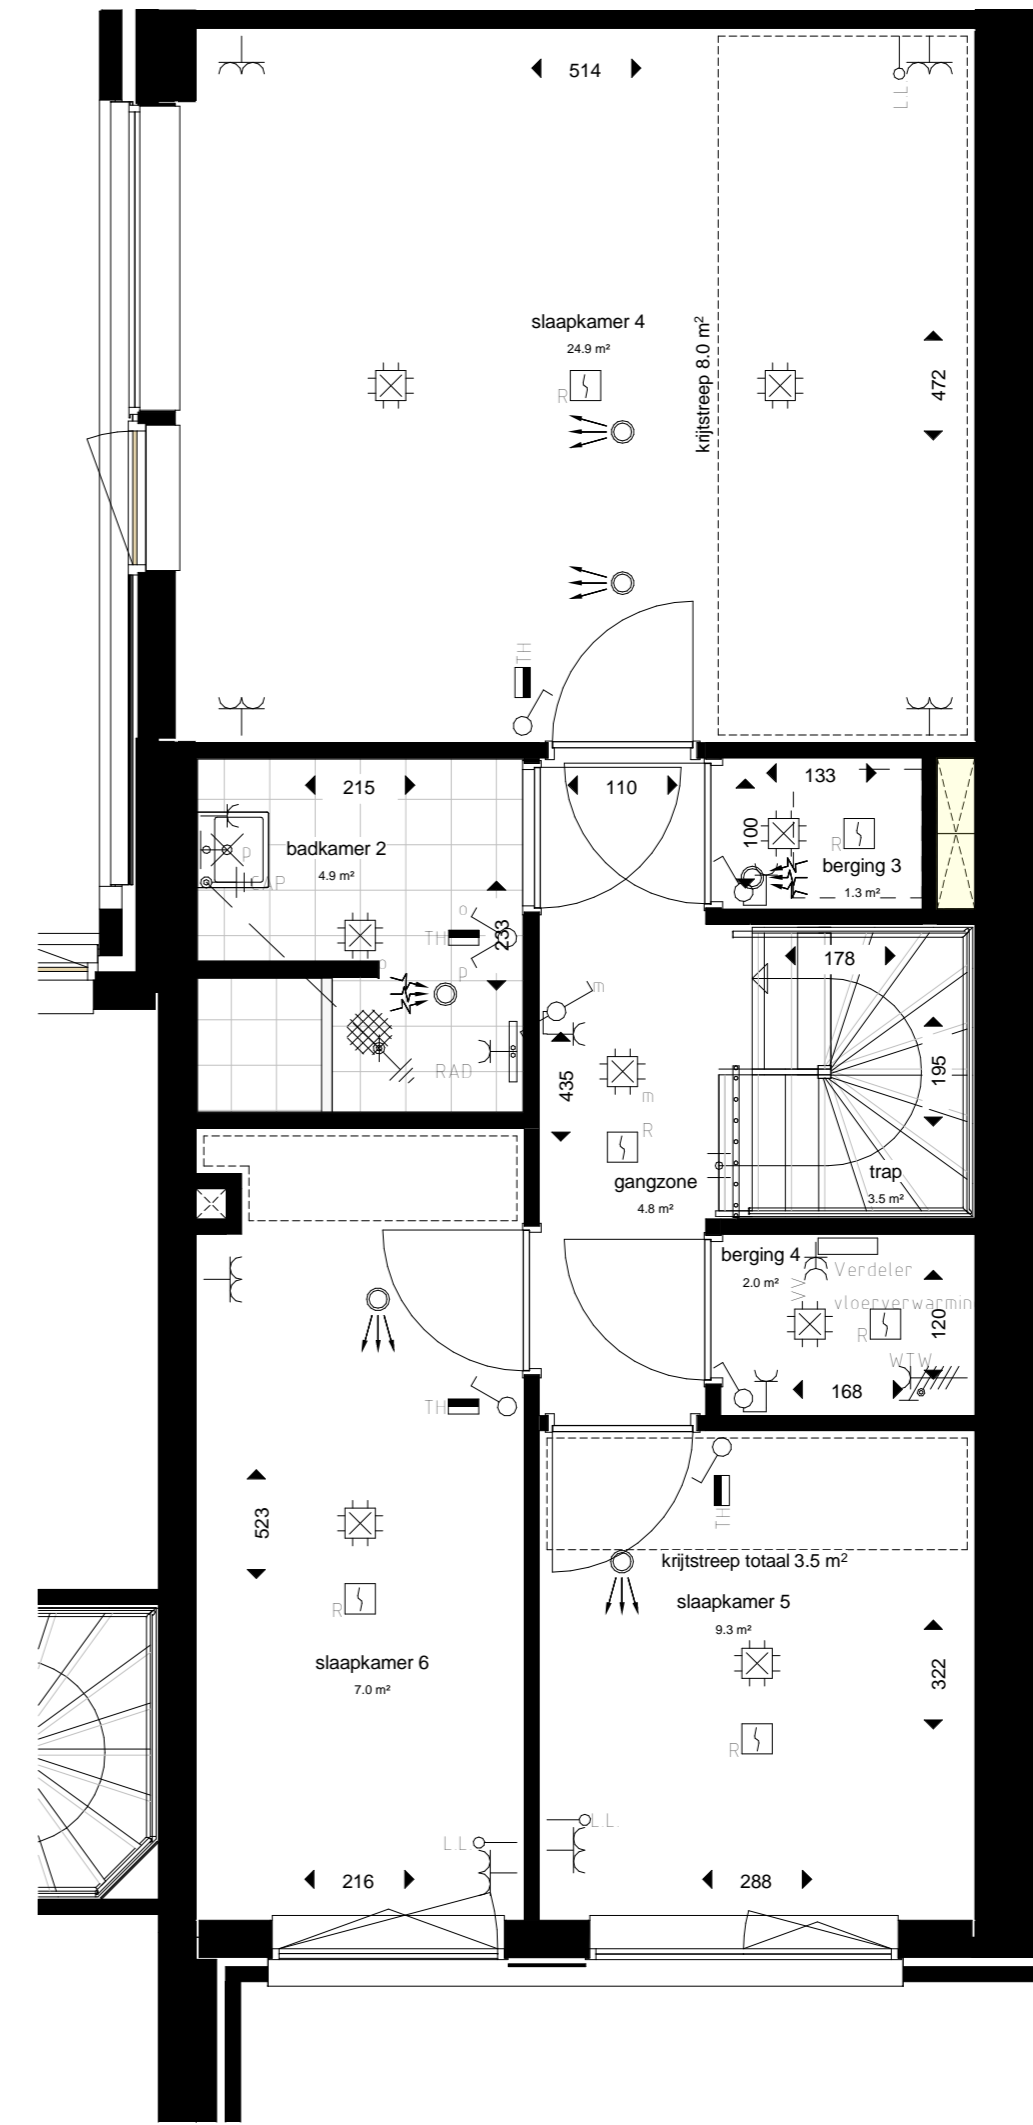 514
L.L
slaapkamer 4
24.9 m²
R
krijtstreep 8.0 m²
472
TH
215
110
133
100
badkamer 2
4.9 m²
p
CAP
R
berging 3
1.3 m²
o
TH
233
p
o
178
m
RAD
435
m
R
195
gangzone
4.8 m²
trap
3.5 m²
berging 4
2.0 m²
VV
Verdeler
vloerverwarmin
R
120
WTW
168
TH
TH
523
krijtstreep totaal 3.5 m²
R
slaapkamer 5
9.3 m²
slaapkamer 6
7.0 m²
322
R
L.L.
L.L.
216
288